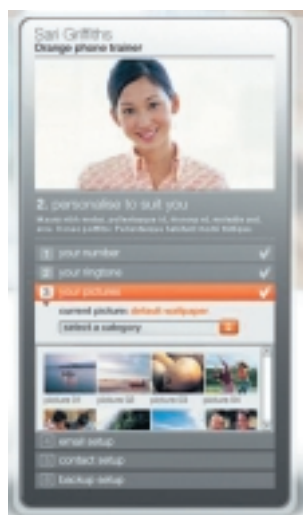 Sari Griffiths
Orange phone trainer
2. personalise to suit you
1 your number
2 your ringtone
3 your pictures
current picture: default wallpaper
select a category
picture 01 picture 02 picture 03 picture 04
email setup
contact setup
backup setup